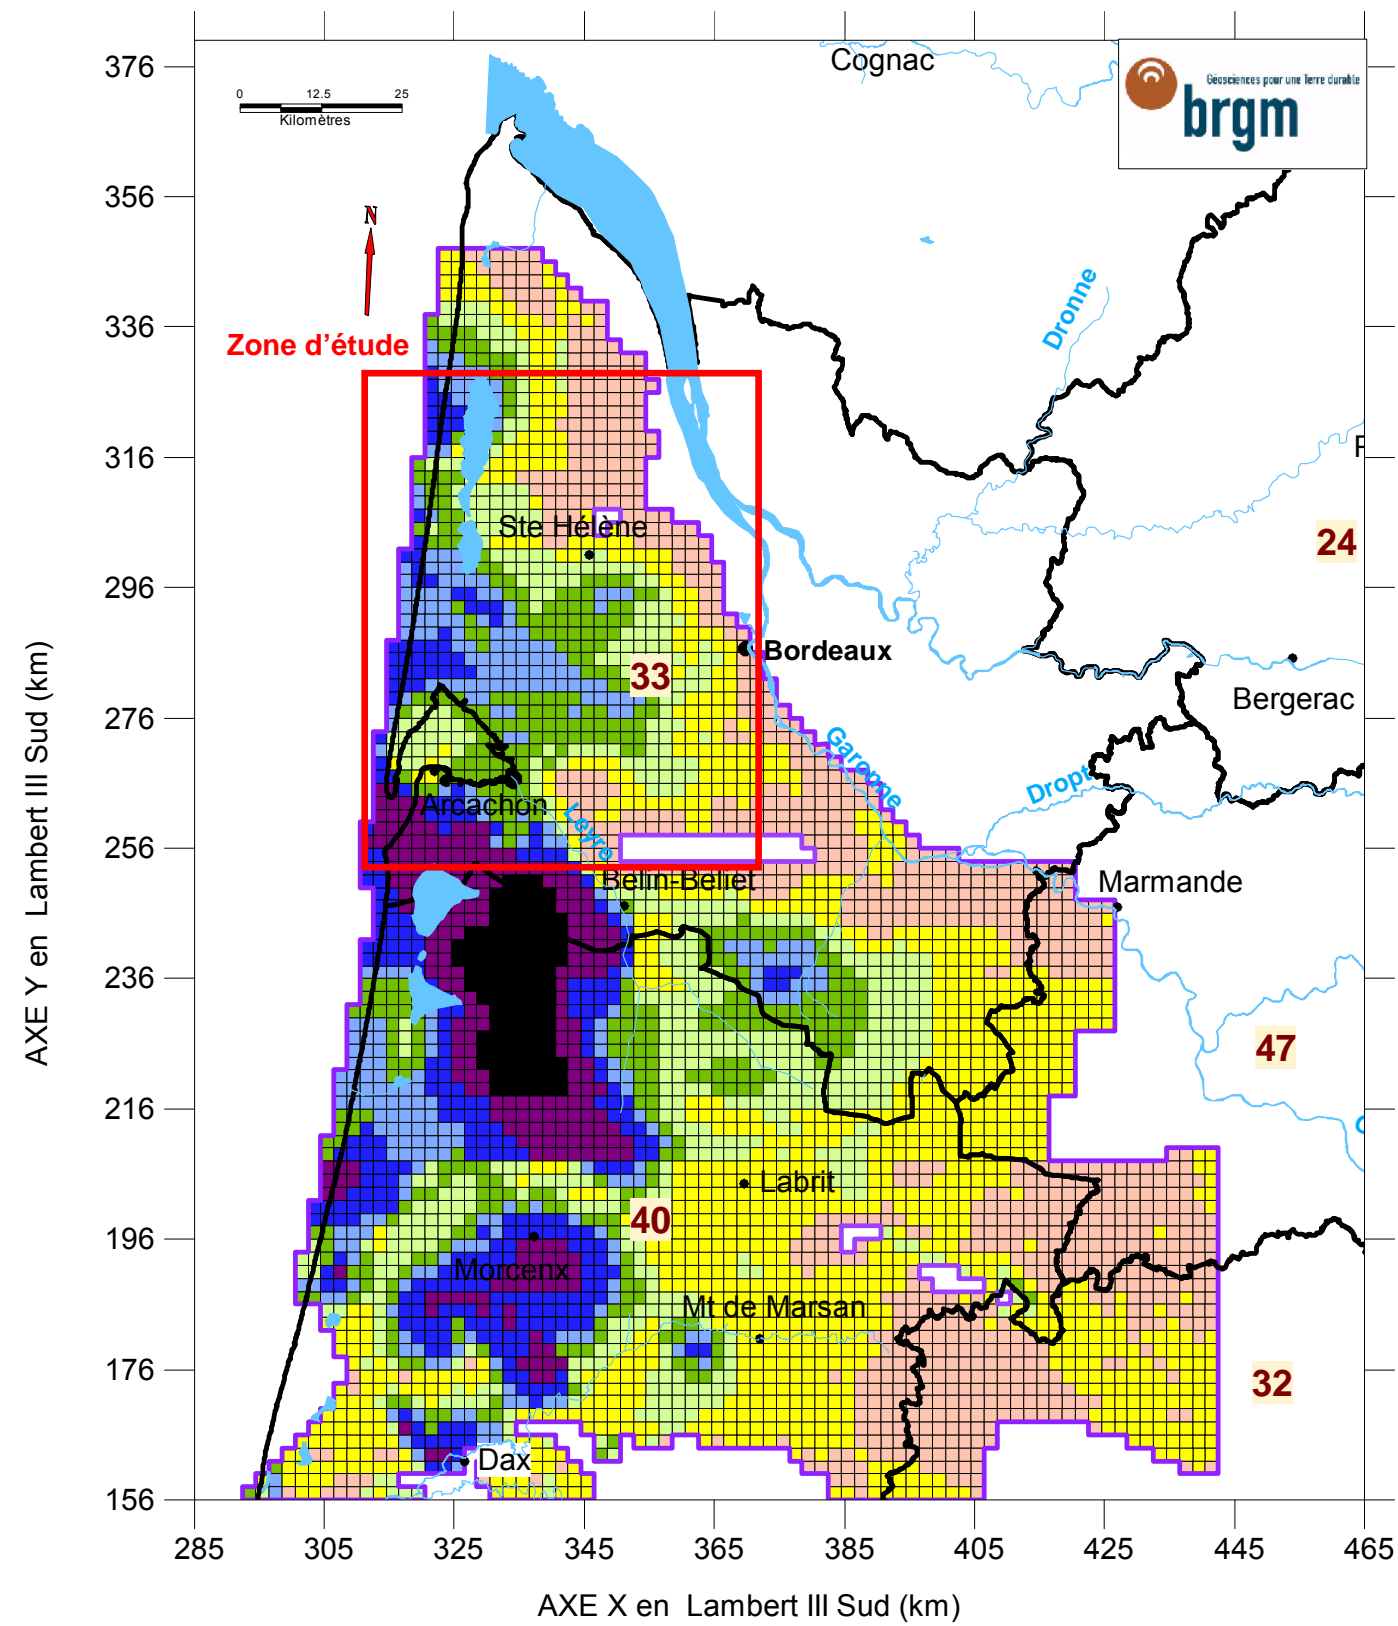 376
356
336
316
296
276
256
236
216
196
176
156
AXE Y en Lambert III Sud (km)
285 305 325 345 365 385 405 425 445 465
AXE X en Lambert III Sud (km)
0 12.5 25
Kilomètres
N
Zone d'étude
Cognac
Géosciences pour une Terre durable
brgm
Dronne
Ste Hélène
24
33
Bordeaux
Bergerac
Garonne
Dropt
Arcachon
Leyre
Belin-Beliet
Marmande
47
Labrit
40
Morcenx
Mt de Marsan
32
Dax